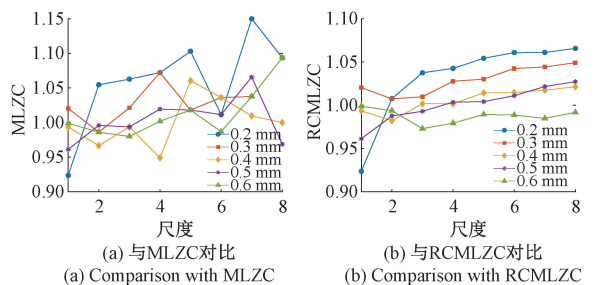 MLZC
1.15
1.10
1.05
1.00
0.95
0.90
0.2 mm
0.3 mm
0.4 mm
0.5 mm
0.6 mm
2 4 6 8
尺度
(a) 与MLZC对比
(a) Comparison with MLZC
RCMLZC
1.10
1.05
1.00
0.95
0.90
0.2 mm
0.3 mm
0.4 mm
0.5 mm
0.6 mm
2 4 6 8
尺度
(b) 与RCMLZC对比
(b) Comparison with RCMLZC